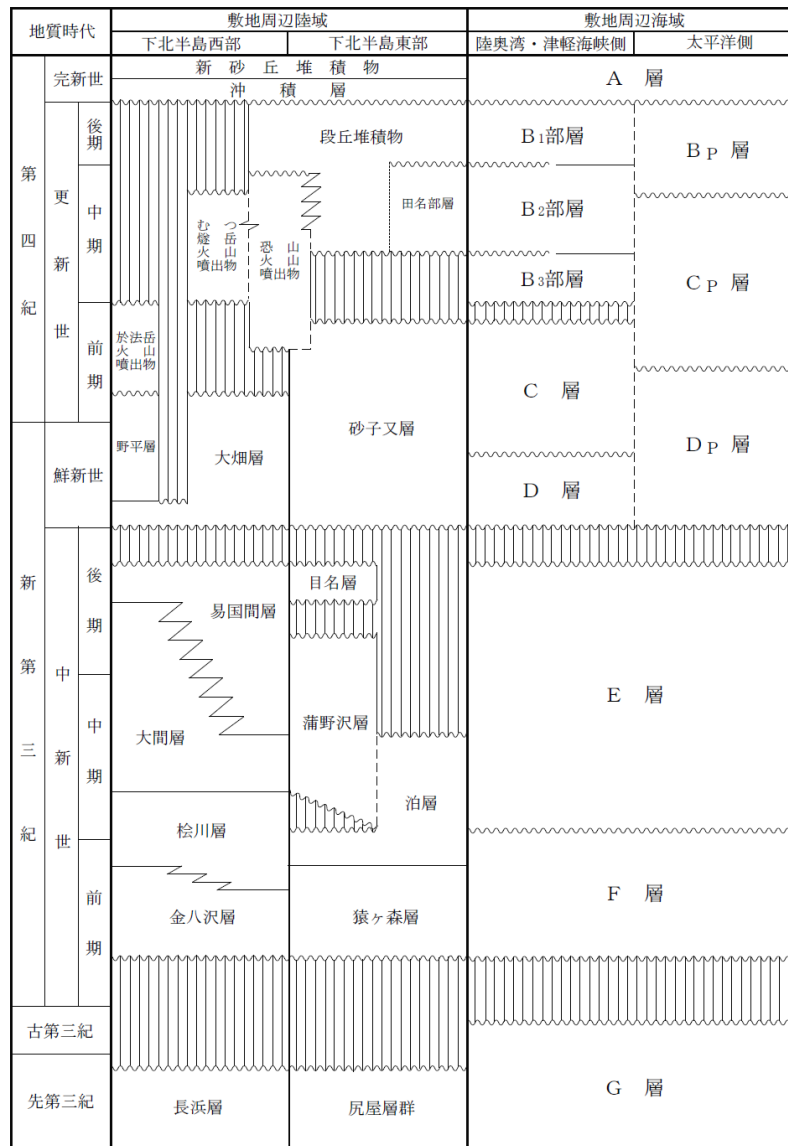 地質時代
敷地周辺陸域
敷地周辺海域
下北半島西部
下北半島東部
陸奥湾・津軽海峡側
太平洋側
第四紀
完新世
新砂丘堆積物
沖積層
A 層
更新世
後期
段丘堆積物
B1部層
BP 層
中期
むつ
燧岳
火山
噴出物
恐山
火山
噴出物
田名部層
B2部層
B3部層
CP 層
前期
於法岳
火山
噴出物
C 層
砂子又層
新第三紀
鮮新世
野平層
大畑層
D 層
DP 層
中新世
後期
目名層
易国間層
E 層
中期
蒲野沢層
大間層
泊層
桧川層
前期
金八沢層
猿ヶ森層
F 層
古第三紀
先第三紀
長浜層
尻屋層群
G 層